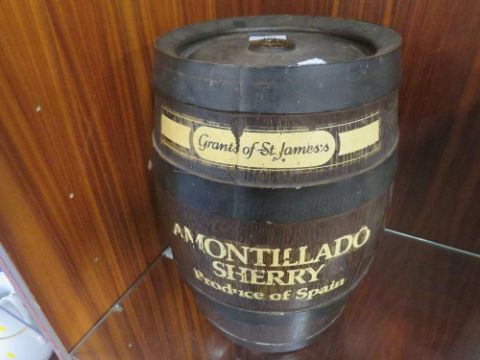 Grants of St. James's
AMONTILLADO
SHERRY
Produce of Spain